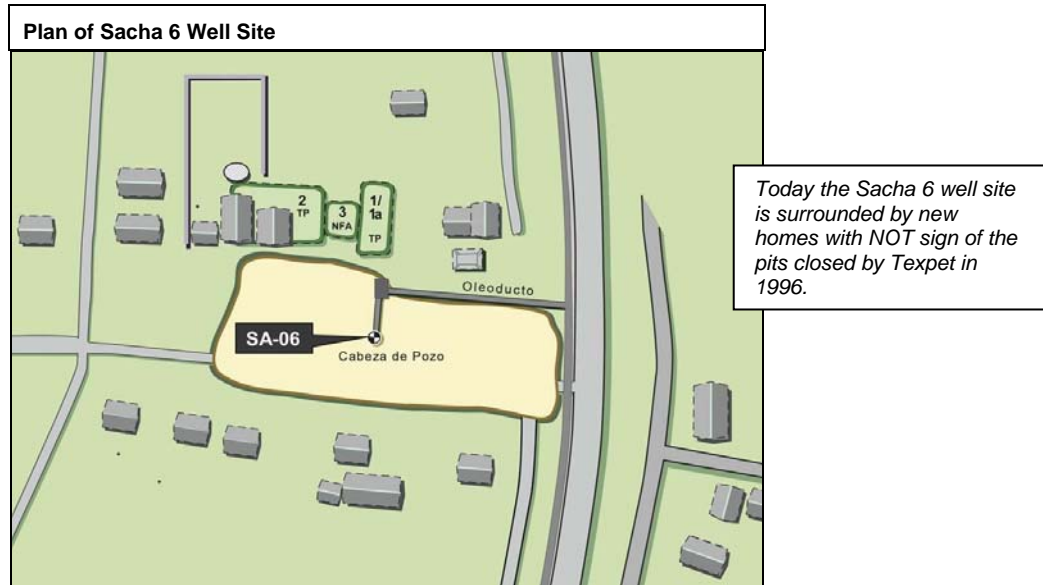 Plan of Sacha 6 Well Site
Today the Sacha 6 well site
is surrounded by new
homes with NOT sign of the
pits closed by Texpet in
1996.
2
TP
3
NFA
1/
1a
TP
Oleoducto
SA-06
Cabeza de Pozo